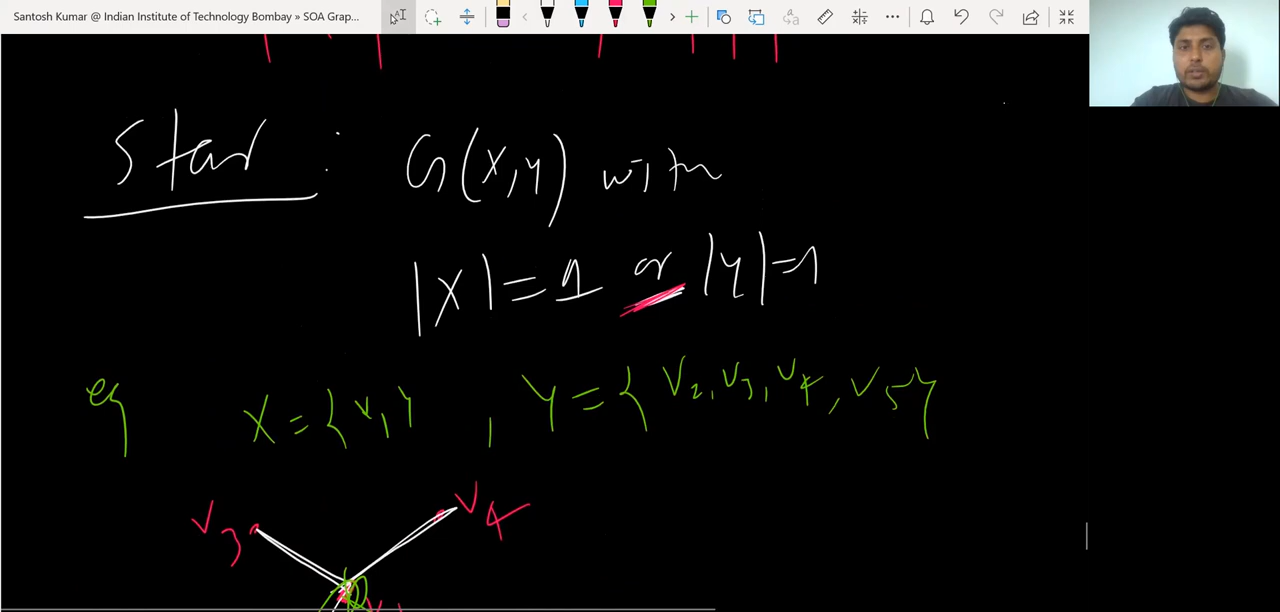 Santosh Kumar @ Indian Institute of Technology Bombay » SOA Grap...
Star : G(X,Y) with
|X|=1 or |Y|=1
eg X={v1} , Y={V2,V3,V4,V5}
V3 V4